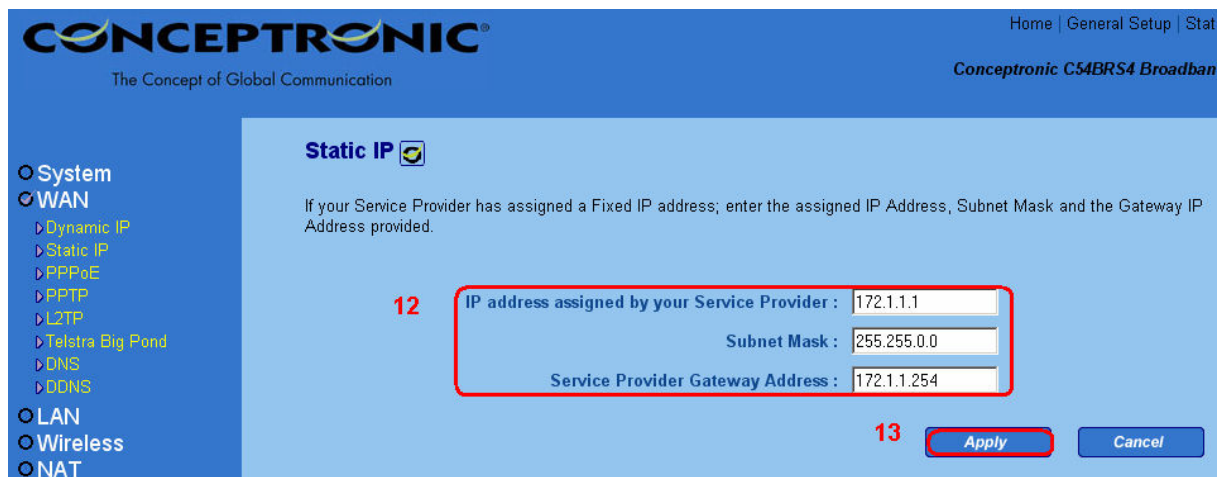 CONCEPTRONIC®
The Concept of Global Communication
Home | General Setup | Stat
Conceptronic C54BRS4 Broadban
System
WAN
Dynamic IP
Static IP
PPPoE
PPTP
L2TP
Telstra Big Pond
DNS
DDNS
LAN
Wireless
NAT
Static IP
If your Service Provider has assigned a Fixed IP address; enter the assigned IP Address, Subnet Mask and the Gateway IP
Address provided.
12
IP address assigned by your Service Provider : 172.1.1.1
Subnet Mask : 255.255.0.0
Service Provider Gateway Address : 172.1.1.254
13 Apply Cancel